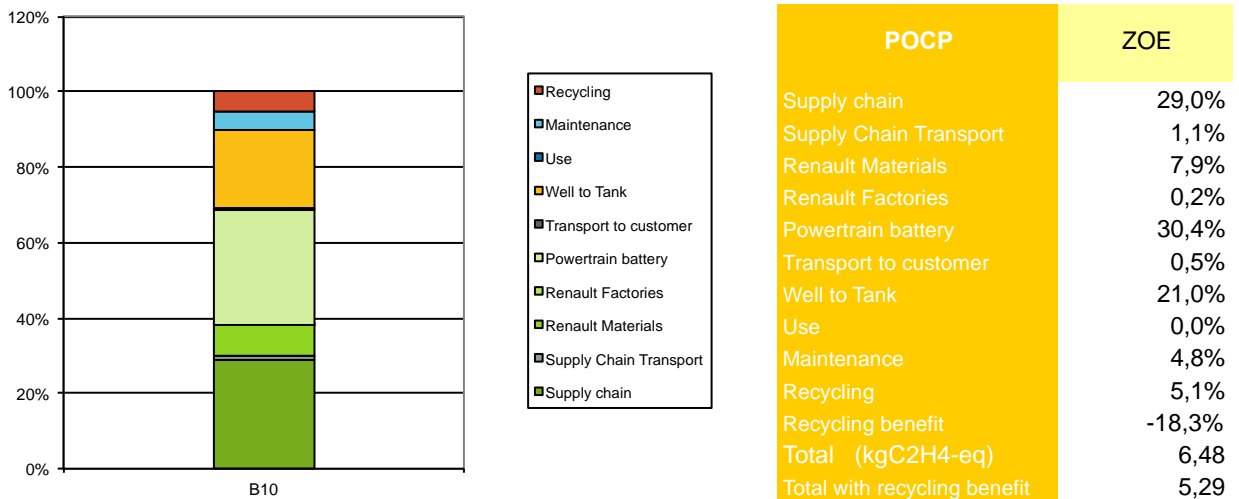 120%
100%
80%
60%
40%
20%
0%
B10
Recycling
Maintenance
Use
Well to Tank
Transport to customer
Powertrain battery
Renault Factories
Renault Materials
Supply Chain Transport
Supply chain
POCP ZOE
Supply chain 29,0%
Supply Chain Transport 1,1%
Renault Materials 7,9%
Renault Factories 0,2%
Powertrain battery 30,4%
Transport to customer 0,5%
Well to Tank 21,0%
Use 0,0%
Maintenance 4,8%
Recycling 5,1%
Recycling benefit -18,3%
Total (kgC2H4-eq) 6,48
Total with recycling benefit 5,29